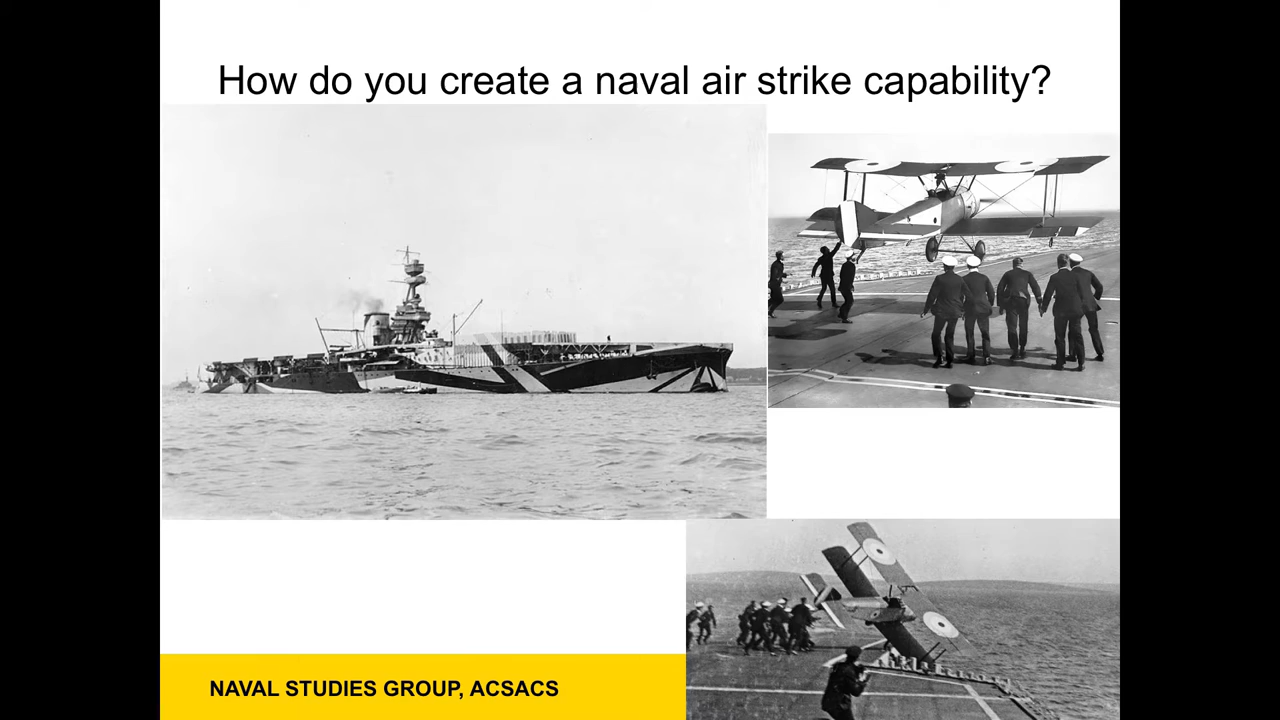 How do you create a naval air strike capability?
NAVAL STUDIES GROUP, ACSACS